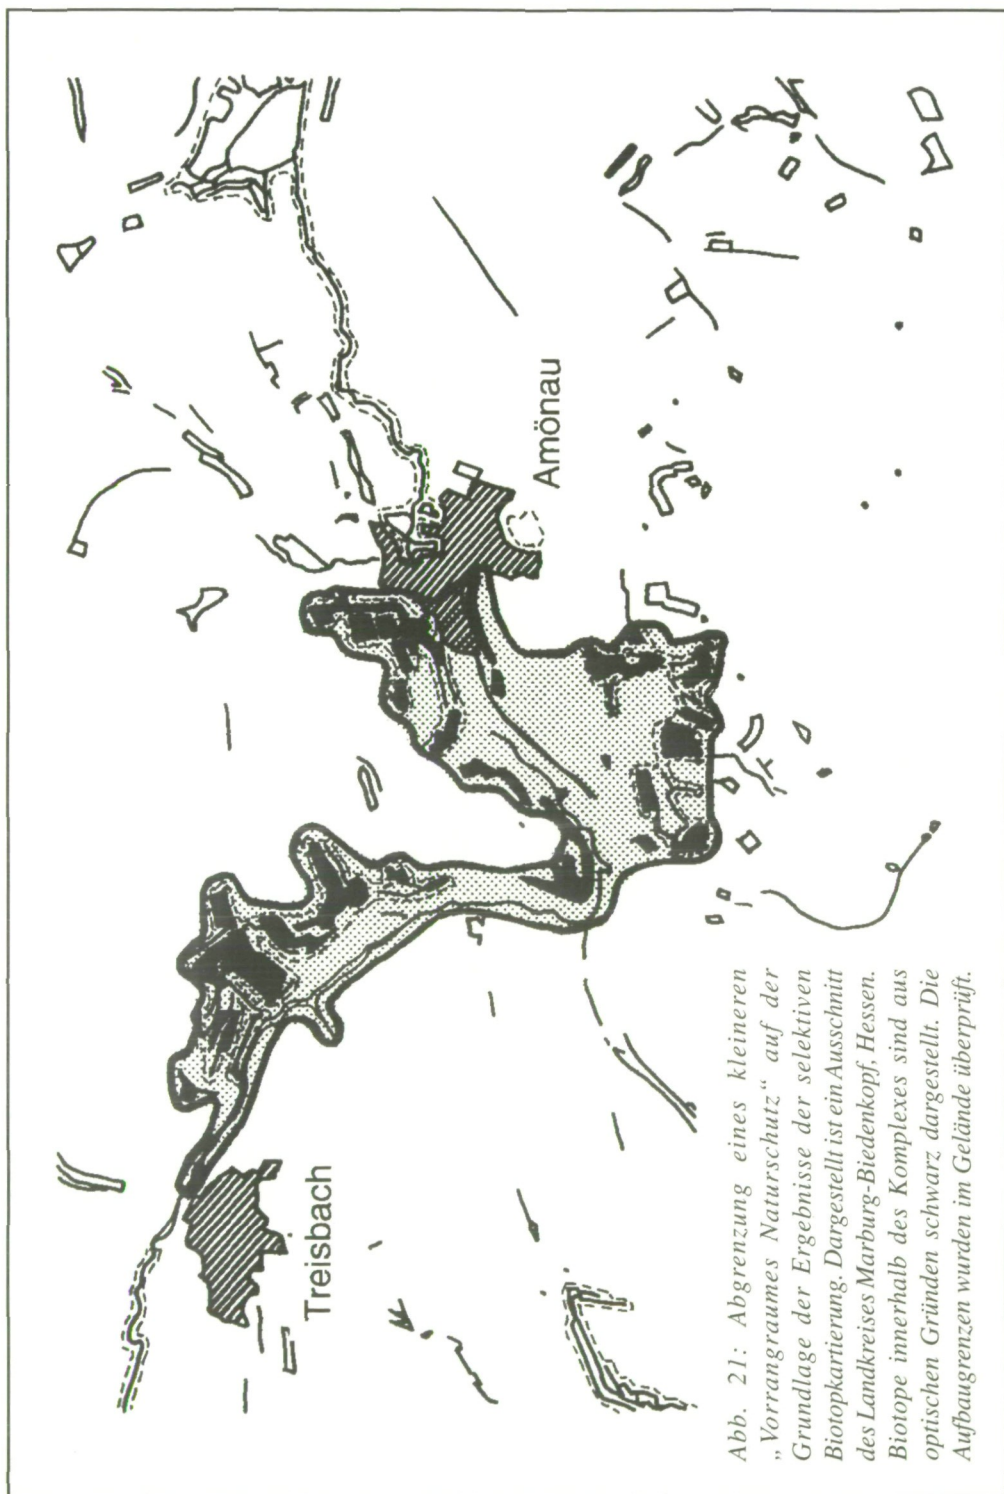 Treisbach
Amönau
Abb. 21: Abgrenzung eines kleineren
„Vorrangraumes Naturschutz“ auf der
Grundlage der Ergebnisse der selektiven
Biotopkartierung. Dargestellt ist ein Ausschnitt
des Landkreises Marburg-Biedenkopf, Hessen.
Biotope innerhalb des Komplexes sind aus
optischen Gründen schwarz dargestellt. Die
Aufbaugrenzen wurden im Gelände überprüft.